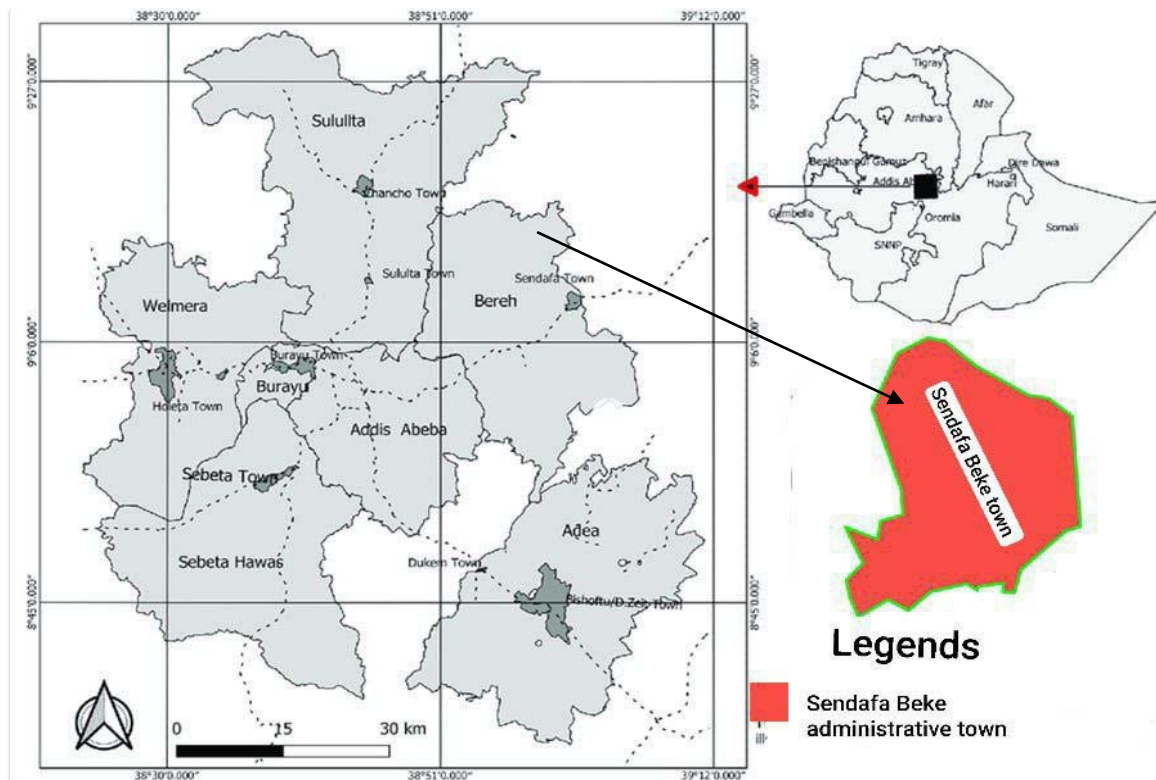 38°30'0.000"
38°51'0.000"
39°12'0.000"
9°27'0.000"
9°27'0.000"
Sululta
Chancho Town
Sululta Town
Sendafa Town
Bereh
Welmera
9°6'0.000"
9°6'0.000"
Burayu Town
Burayu
Holeta Town
Addis Abeba
Sebeta Town
Sebeta Hawas
Adea
Dukem Town
Bishoftu/D.Zeit Town
8°45'0.000"
8°45'0.000"
0
15
30 km
38°30'0.000"
38°51'0.000"
39°12'0.000"
Tigray
Afar
Amhara
Benishangul Gumuz
Dire Dawa
Addis Ab
Harari
Gambella
Oromia
Somali
SNNP
Sendafa Beke town
Legends
Sendafa Beke
administrative town